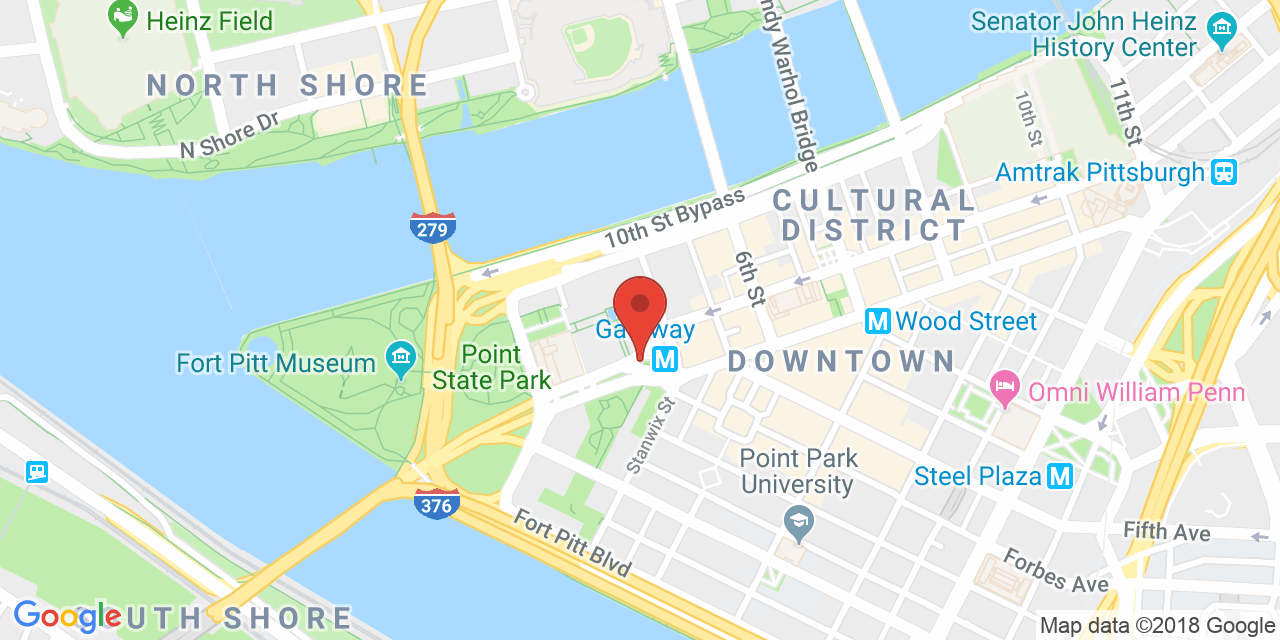 Heinz Field
Senator John Heinz
History Center
NORTH SHORE
N Shore Dr
Andy Warhol Bridge
11th St
10th St
Amtrak Pittsburgh
279
10th St Bypass
CULTURAL
DISTRICT
6th St
Gateway
M
M Wood Street
Fort Pitt Museum
Point
State Park
DOWNTOWN
Omni William Penn
Stanwix St
Point Park
University
Steel Plaza M
376
Fort Pitt Blvd
Fifth Ave
Forbes Ave
Google
SOUTH SHORE
Map data ©2018 Google